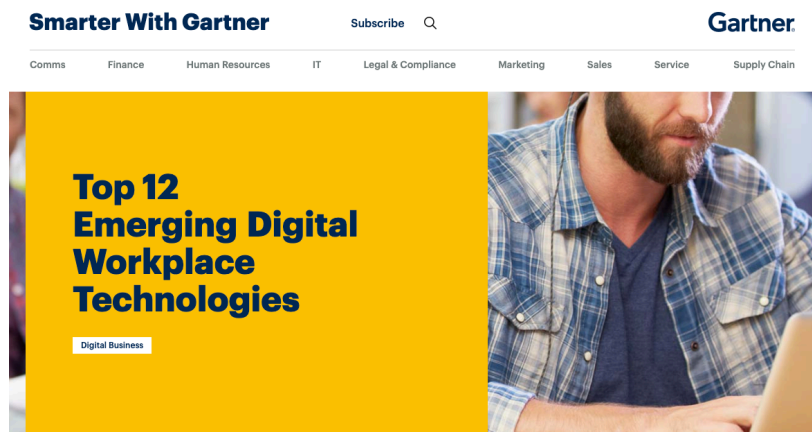 Smarter With Gartner
Subscribe
Gartner
Comms Finance Human Resources IT Legal & Compliance Marketing Sales Service Supply Chain
Top 12
Emerging Digital
Workplace
Technologies
Digital Business